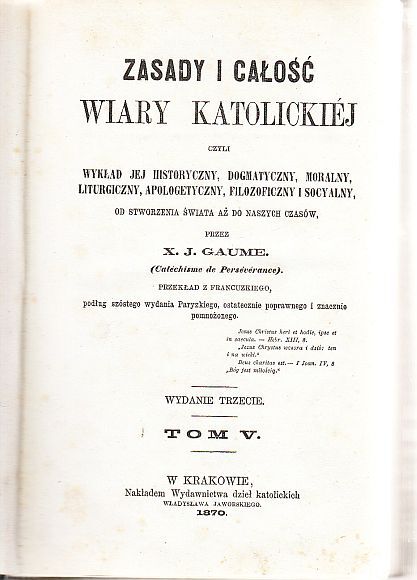 ZASADY I CAŁOŚĆ
WIARY KATOLICKIÉJ
CZYLI
WYKŁAD JEJ HISTORYCZNY, DOGMATYCZNY, MORALNY,
LITURGICZNY, APOLOGETYCZNY, FILOZOFICZNY I SOCYALNY,
OD STWORZENIA ŚWIATA AŻ DO NASZYCH CZASÓW,
PRZEZ
X. J. GAUME.
(Catéchisme de Persévérance).
PRZEKŁAD Z FRANCUZKIEGO,
podług szóstego wydania Paryzkiego, ostatecznie poprawnego i znacznie
pomnożonego.
Jesus Christus heri et hodie, ipse et
in saecula. — Hebr. XIII, 8.
„Jezus Chrystus wczora i dziś: ten
i na wieki.“
Deus charitas est. — I Joan. IV, 8
„Bóg jest miłością.“
WYDANIE TRZECIE.
TOM V.
W KRAKOWIE,
Nakładem Wydawnictwa dzieł katolickich
WŁADYSŁAWA JAWORSKIEGO.
1870.